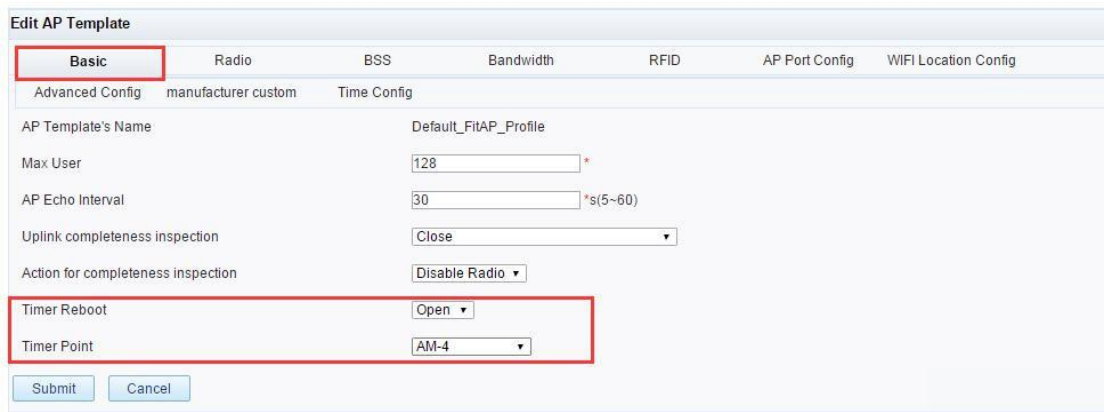 Edit AP Template
Basic Radio BSS Bandwidth RFID AP Port Config WIFI Location Config
Advanced Config manufacturer custom Time Config
AP Template's Name Default_FitAP_Profile
Max User 128 *
AP Echo Interval 30 *s(5~60)
Uplink completeness inspection Close
Action for completeness inspection Disable Radio
Timer Reboot Open
Timer Point AM-4
Submit Cancel